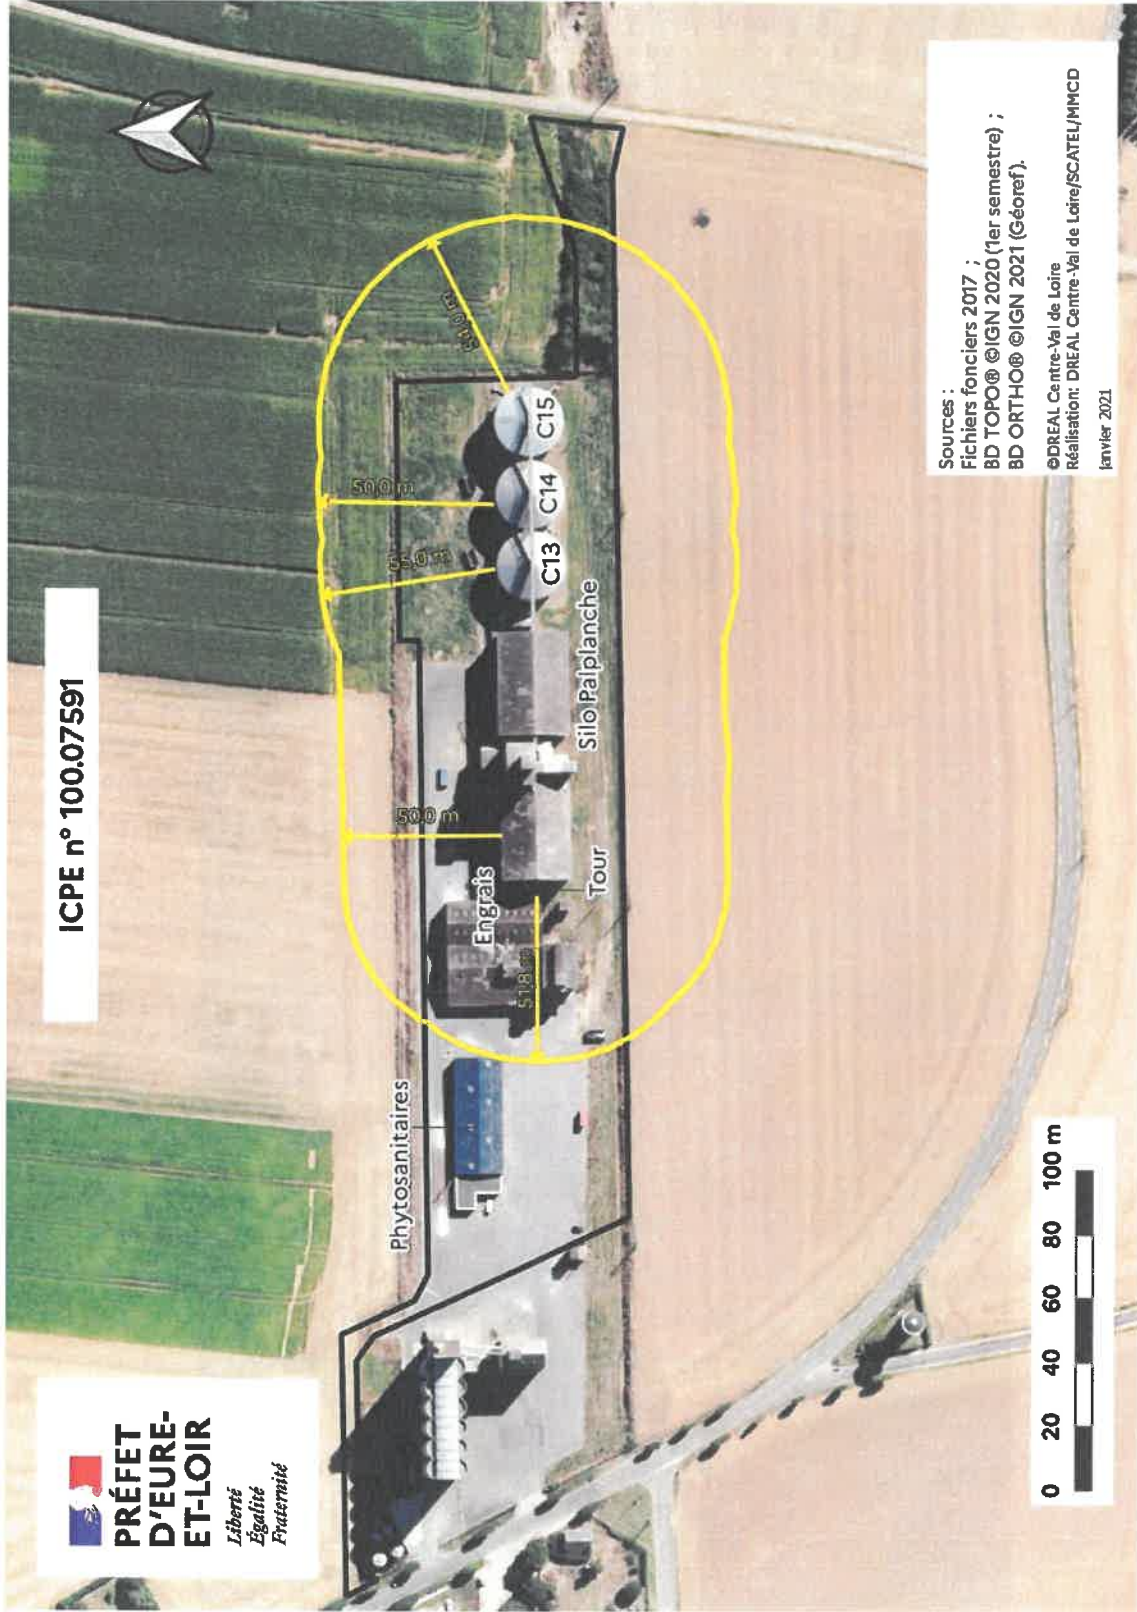 PRÉFET
D'EURE-
ET-LOIR
Liberté
Égalité
Fraternité
ICPE n° 100.07591
Phytosanitaires
Engrais
51,8 m
50,0 m
Tour
Silo Palplanche
50,0 m
C13
C14
C15
0 20 40 60 80 100 m
Sources :
Fichiers fonciers 2017 ;
BD TOPO® ©IGN 2020 (1er semestre) ;
BD ORTHO® ©IGN 2021 (Géoref).
©DREAL Centre-Val de Loire
Réalisation: DREAL Centre-Val de Loire/SCATEL/MMCD
janvier 2021